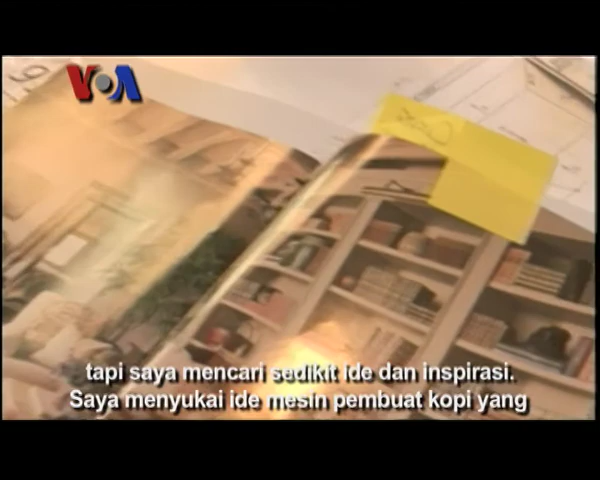 VOA
tapi saya mencari sedikit ide dan inspirasi.
Saya menyukai ide mesin pembuat kopi yang